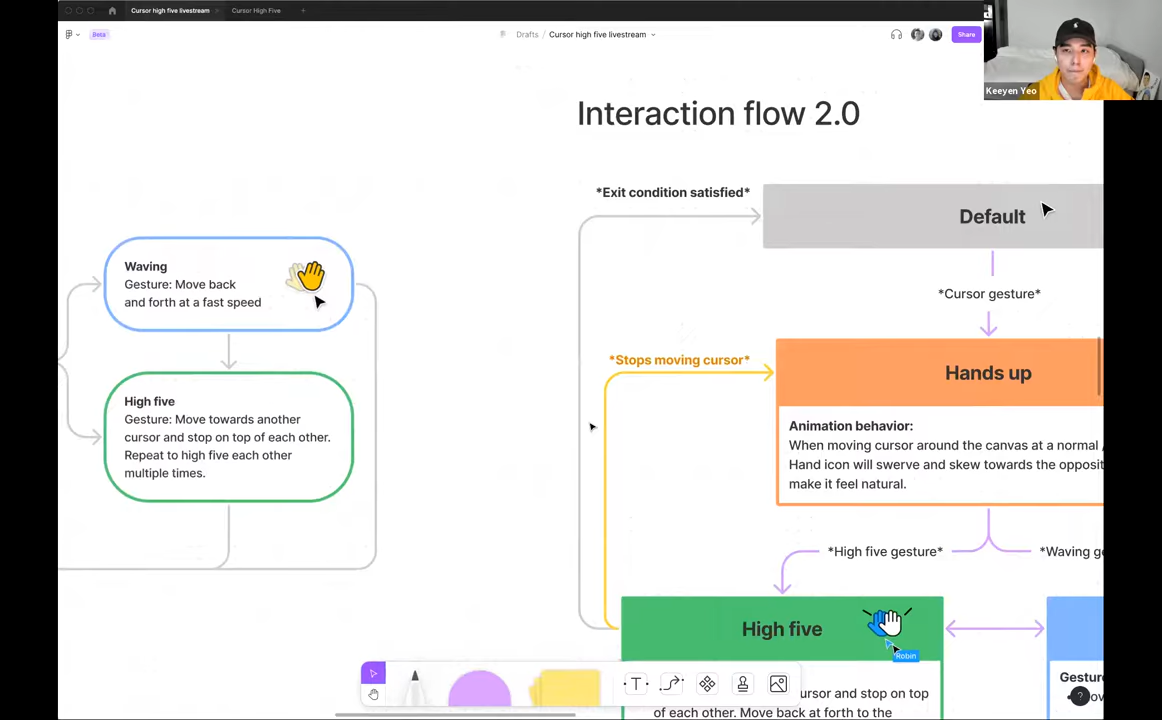 Cursor high five livestream
Cursor High Five
Beta
Drafts / Cursor high five livestream
Share
Keeyen Yeo
Interaction flow 2.0
*Exit condition satisfied*
Default
*Cursor gesture*
Waving
Gesture: Move back
and forth at a fast speed
*Stops moving cursor*
Hands up
High five
Gesture: Move towards another
cursor and stop on top of each other.
Repeat to high five each other
multiple times.
Animation behavior:
When moving cursor around the canvas at a normal /
Hand icon will swerve and skew towards the opposit
make it feel natural.
*High five gesture*
*Waving ge
High five
Robin
Gesture
ursor and stop on top
of each other. Move back at forth to the
T
?